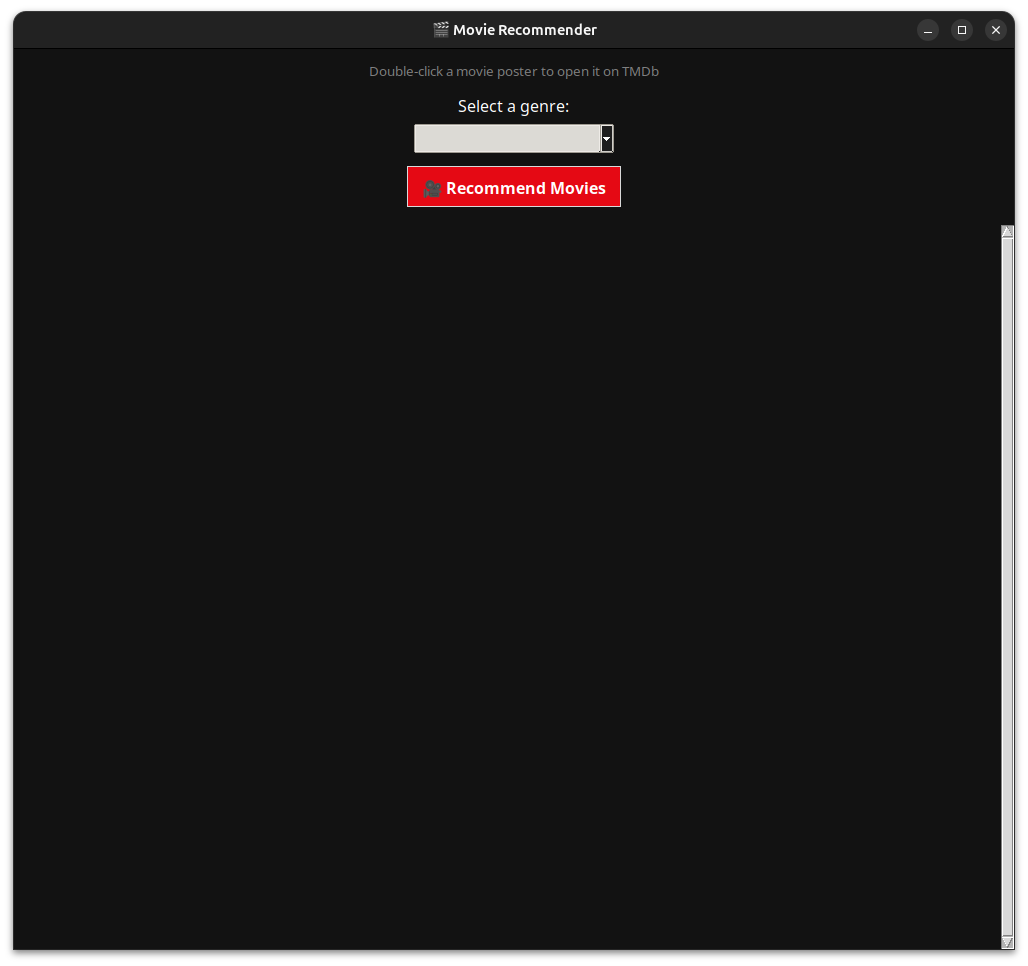 🎬 Movie Recommender
Double-click a movie poster to open it on TMDb
Select a genre:
🎥 Recommend Movies